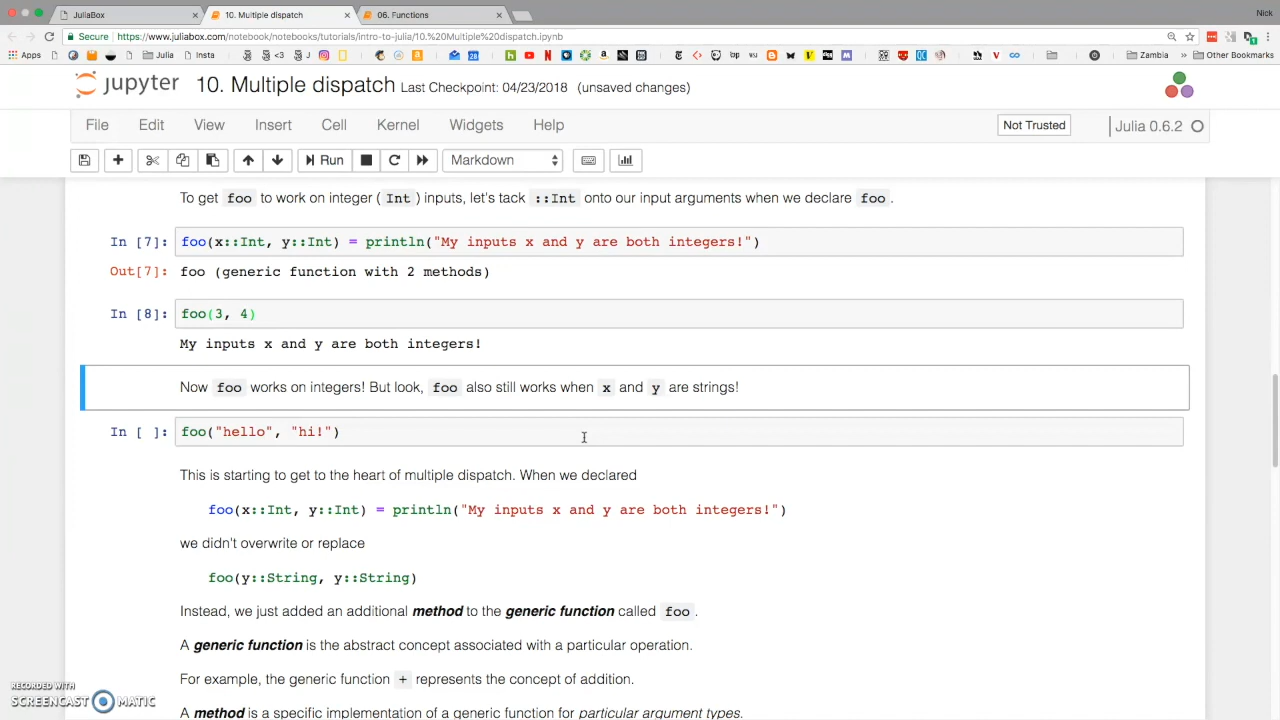 JuliaBox
10. Multiple dispatch
06. Functions
Nick
Secure
https://www.juliabox.com/notebook/notebooks/tutorials/intro-to-julia/10.%20Multiple%20dispatch.ipynb
Apps
Julia
Insta
Zambia
Other Bookmarks
jupyter
10. Multiple dispatch Last Checkpoint: 04/23/2018 (unsaved changes)
File Edit View Insert Cell Kernel Widgets Help
Not Trusted
Julia 0.6.2
Run
Markdown
To get foo to work on integer ( Int ) inputs, let's tack ::Int onto our input arguments when we declare foo .
In [7]: foo(x::Int, y::Int) = println("My inputs x and y are both integers!")
Out[7]: foo (generic function with 2 methods)
In [8]: foo(3, 4)
My inputs x and y are both integers!
Now foo works on integers! But look, foo also still works when x and y are strings!
In [ ]: foo("hello", "hi!")
This is starting to get to the heart of multiple dispatch. When we declared
foo(x::Int, y::Int) = println("My inputs x and y are both integers!")
we didn't overwrite or replace
foo(y::String, y::String)
Instead, we just added an additional method to the generic function called foo .
A generic function is the abstract concept associated with a particular operation.
For example, the generic function + represents the concept of addition.
A method is a specific implementation of a generic function for particular argument types.
RECORDED WITH
SCREENCAST MATIC